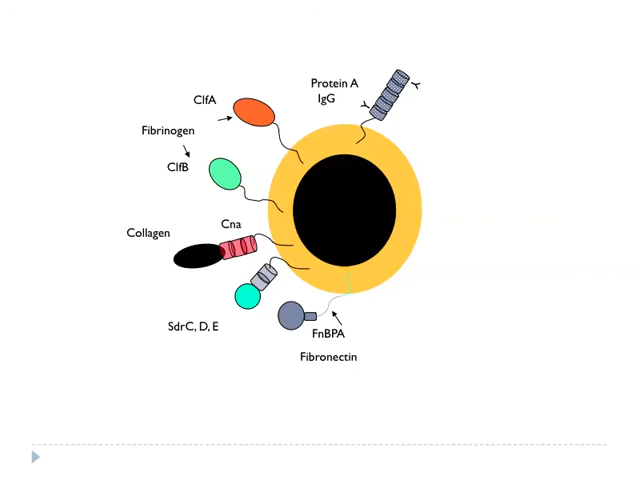 Protein A
IgG
ClfA
Fibrinogen
ClfB
Cna
Collagen
SdrC, D, E
FnBPA
Fibronectin